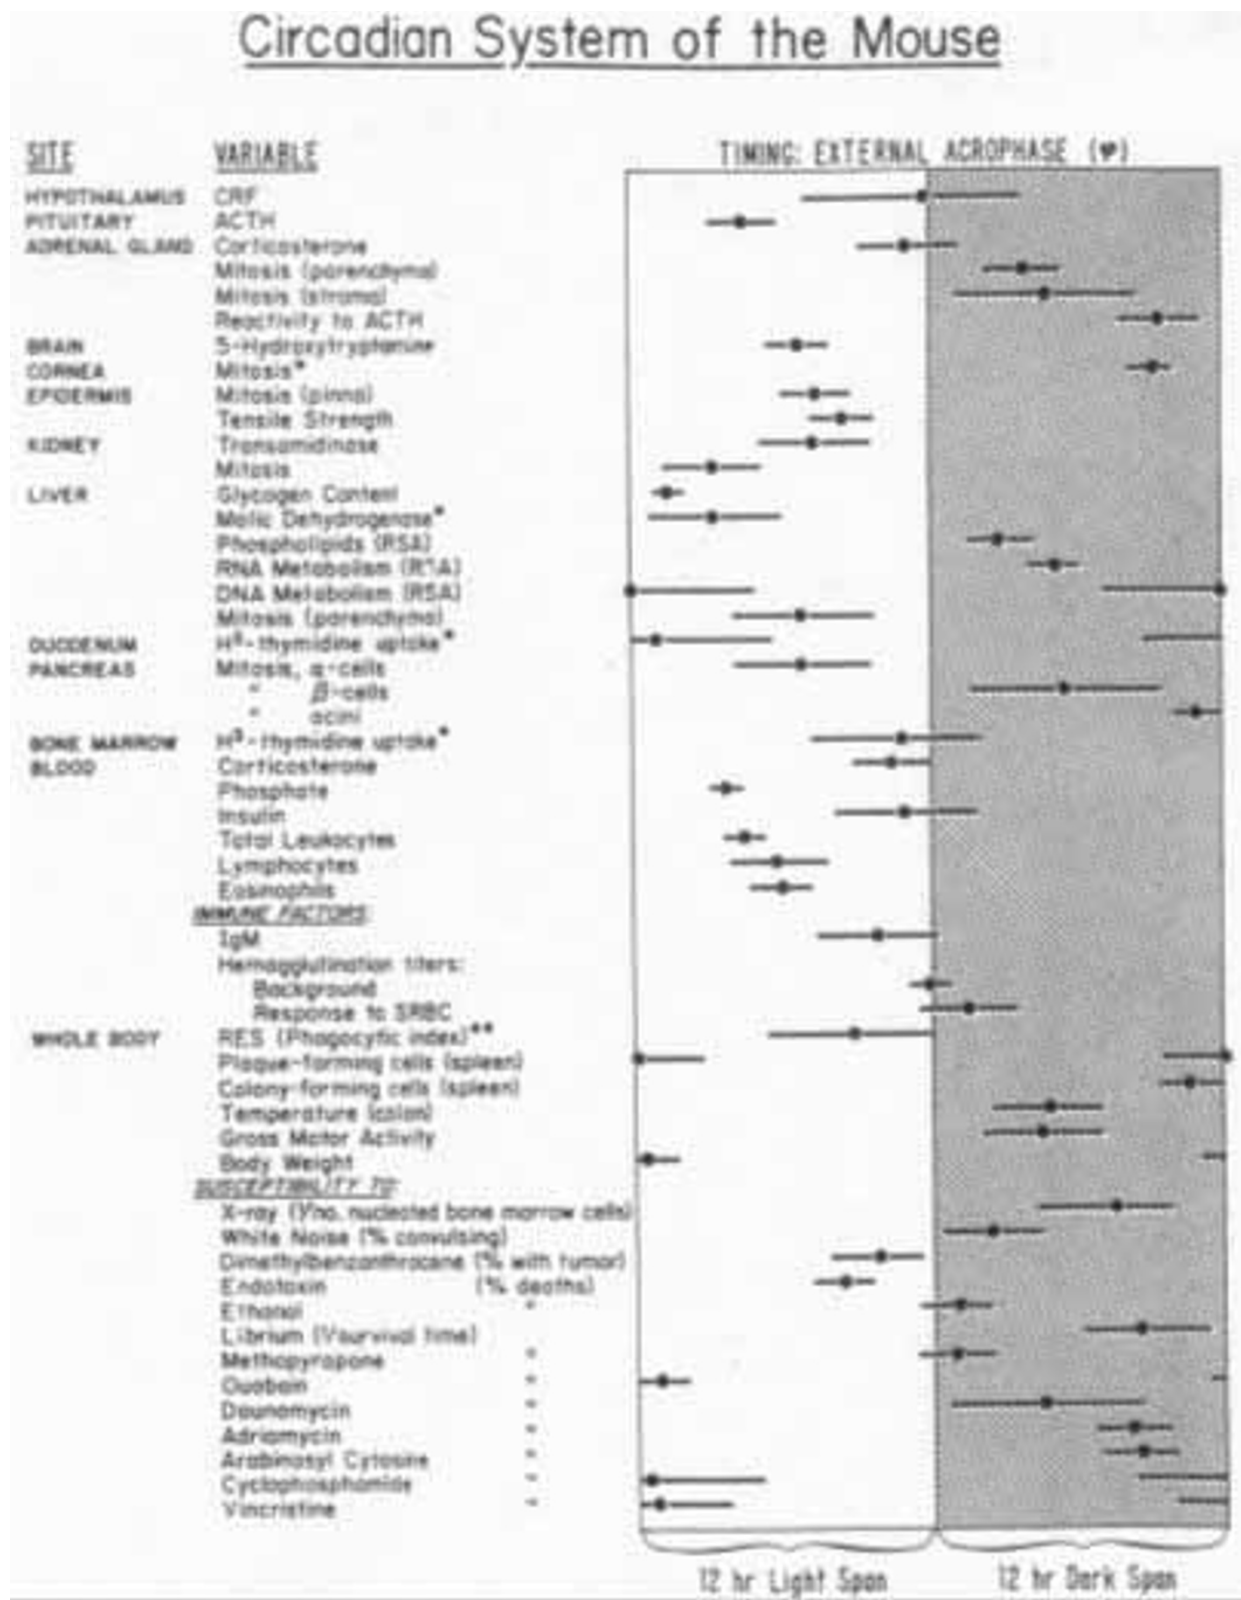 Circadian System of the Mouse
SITE VARIABLE TIMING: EXTERNAL ACROPHASE (φ)
HYPOTHALAMUS CRF
PITUITARY ACTH
ADRENAL GLAND Corticosterone
Mitosis (parenchyma)
Mitosis (stroma)
Reactivity to ACTH
BRAIN 5-Hydroxytryptamine
CORNEA Mitosis*
EPIDERMIS Mitosis (pinna)
Tensile Strength
KIDNEY Transamidinase
Mitosis
LIVER Glycogen Content
Malic Dehydrogenase*
Phospholipids (RSA)
RNA Metabolism (RSA)
DNA Metabolism (RSA)
Mitosis (parenchyma)
DUODENUM H³-thymidine uptake*
PANCREAS Mitosis, α-cells
" β-cells
" acini
BONE MARROW H³-thymidine uptake*
BLOOD Corticosterone
Phosphate
Insulin
Total Leukocytes
Lymphocytes
Eosinophils
IMMUNE FACTORS:
IgM
Hemagglutination titers:
Background
Response to SRBC
WHOLE BODY RES (Phagocytic index)**
Plaque-forming cells (spleen)
Colony-forming cells (spleen)
Temperature (colon)
Gross Motor Activity
Body Weight
SUSCEPTIBILITY TO:
X-ray (1/no. nucleated bone marrow cells)
White Noise (% convulsing)
Dimethylbenzanthracene (% with tumor)
Endotoxin (% deaths)
Ethanol "
Librium (1/survival time)
Methopyrapone "
Ouabain "
Daunomycin "
Adriamycin "
Arabinosyl Cytosine "
Cyclophosphamide "
Vincristine "
12 hr Light Span 12 hr Dark Span